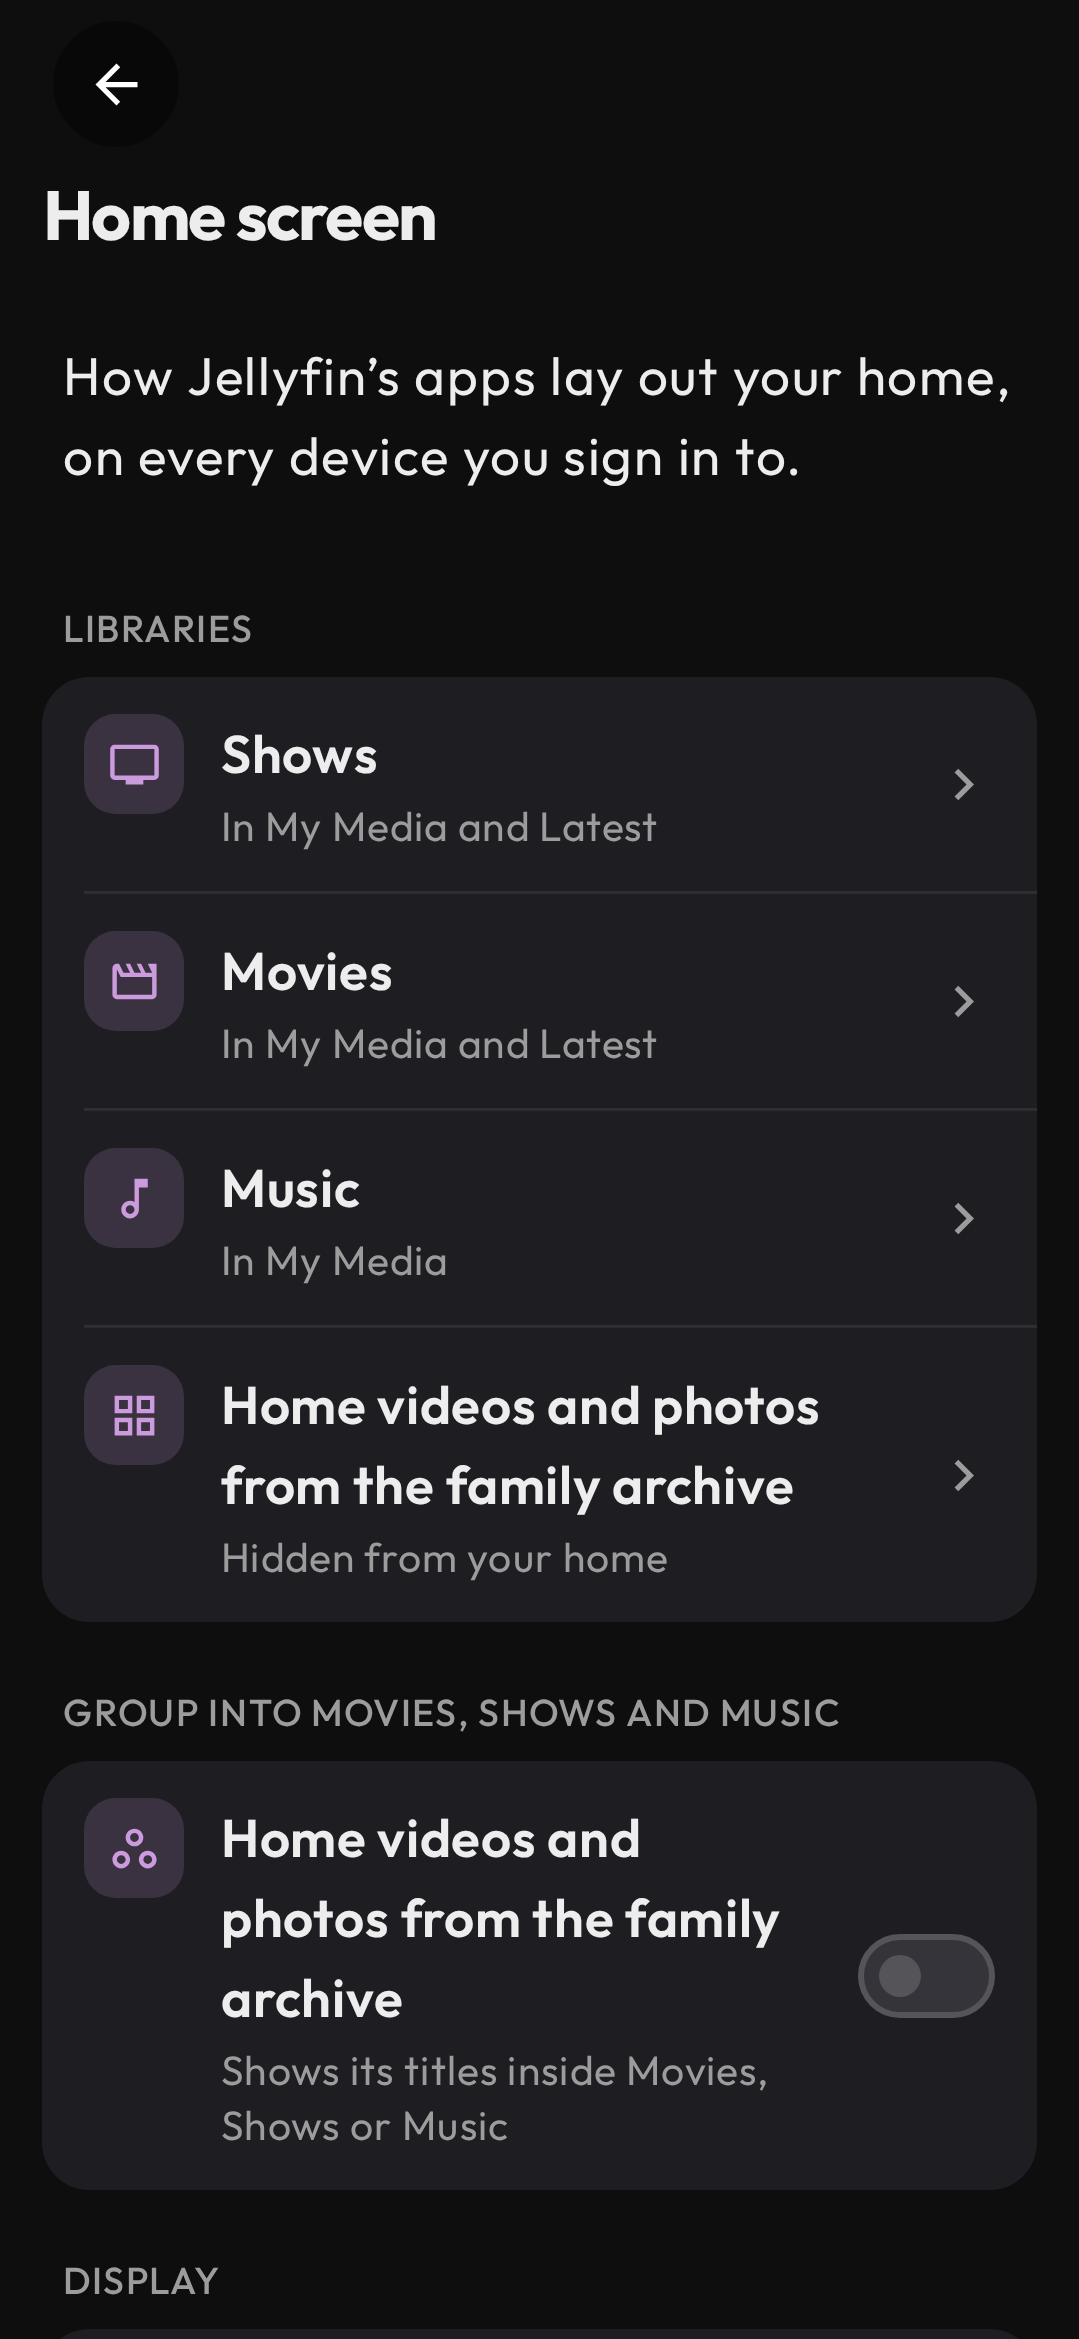 Home screen
How Jellyfin’s apps lay out your home,
on every device you sign in to.
LIBRARIES
Shows
In My Media and Latest
Movies
In My Media and Latest
Music
In My Media
Home videos and photos
from the family archive
Hidden from your home
GROUP INTO MOVIES, SHOWS AND MUSIC
Home videos and
photos from the family
archive
Shows its titles inside Movies,
Shows or Music
DISPLAY